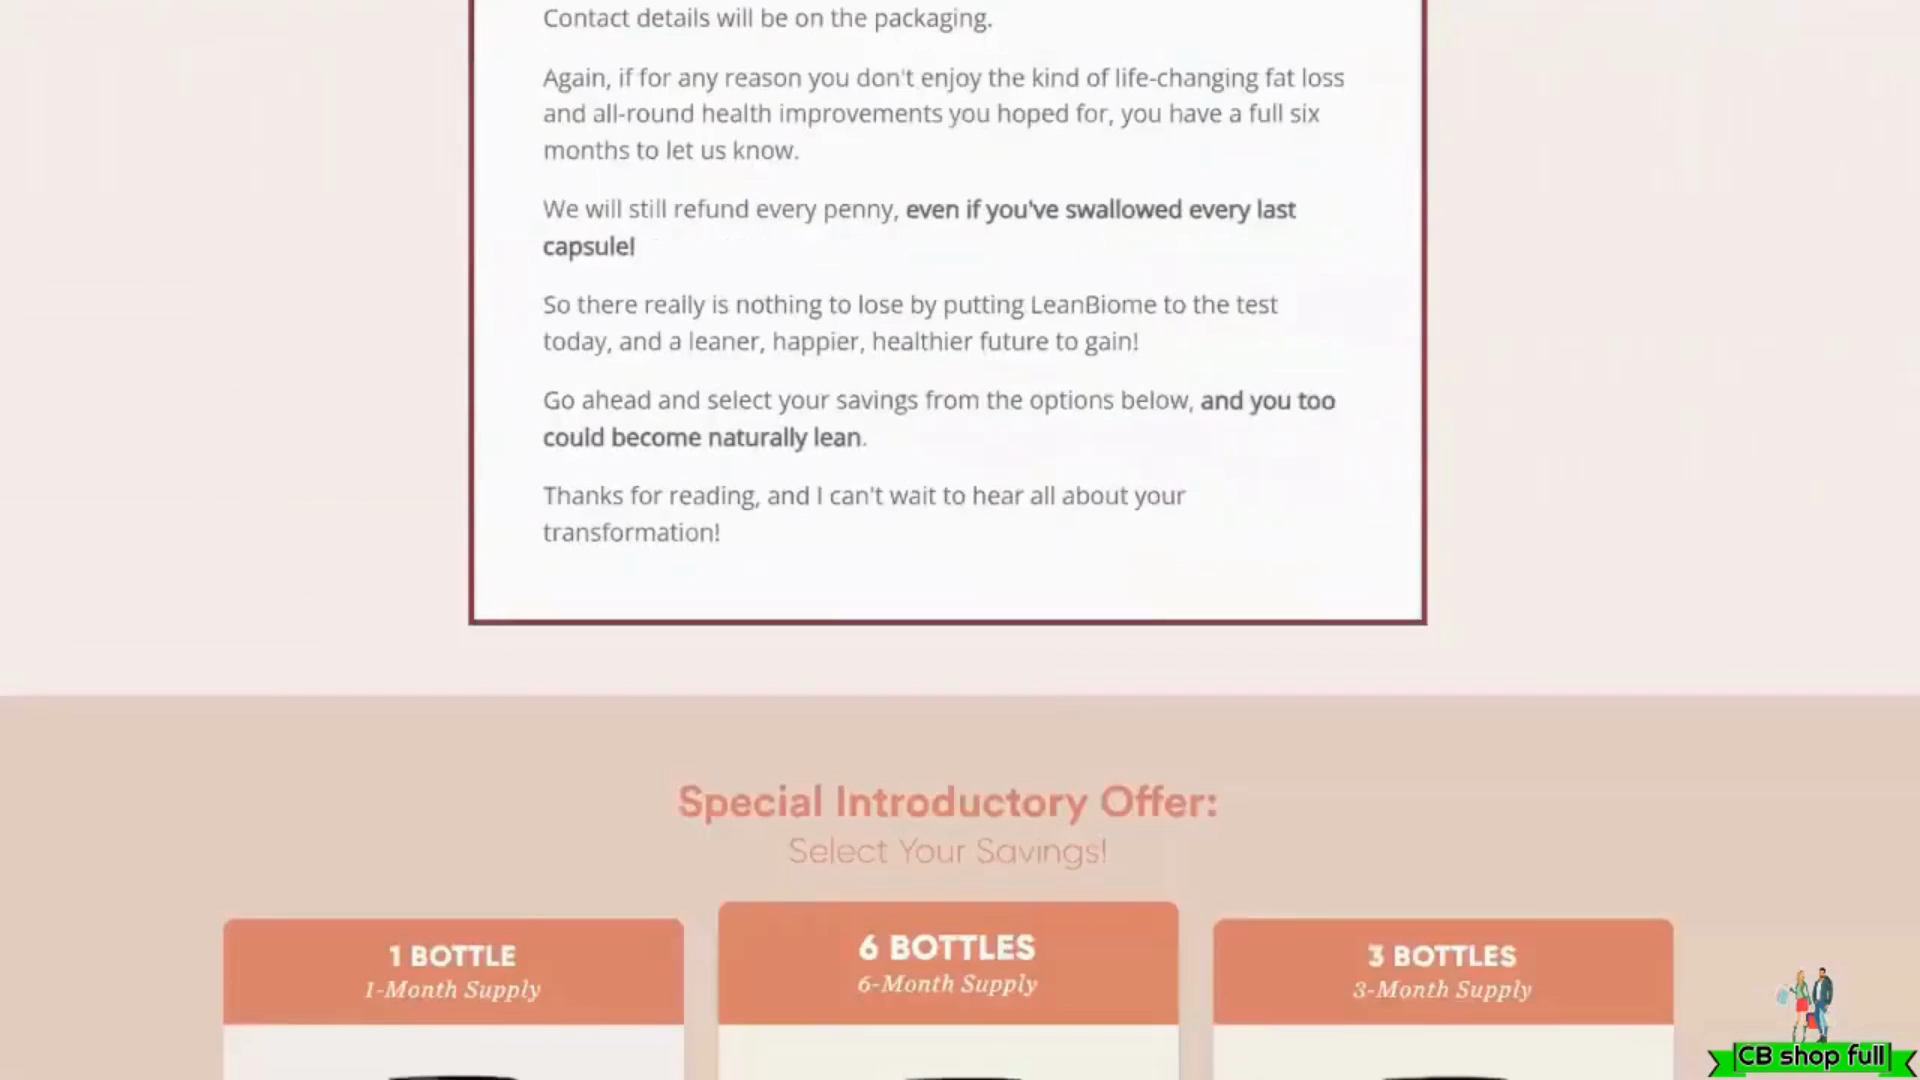 Contact details will be on the packaging.
Again, if for any reason you don't enjoy the kind of life-changing fat loss
and all-round health improvements you hoped for, you have a full six
months to let us know.
We will still refund every penny, even if you've swallowed every last
capsule!
So there really is nothing to lose by putting LeanBiome to the test
today, and a leaner, happier, healthier future to gain!
Go ahead and select your savings from the options below, and you too
could become naturally lean.
Thanks for reading, and I can't wait to hear all about your
transformation!
Special Introductory Offer:
Select Your Savings!
1 BOTTLE
1-Month Supply
6 BOTTLES
6-Month Supply
3 BOTTLES
3-Month Supply
CB shop full